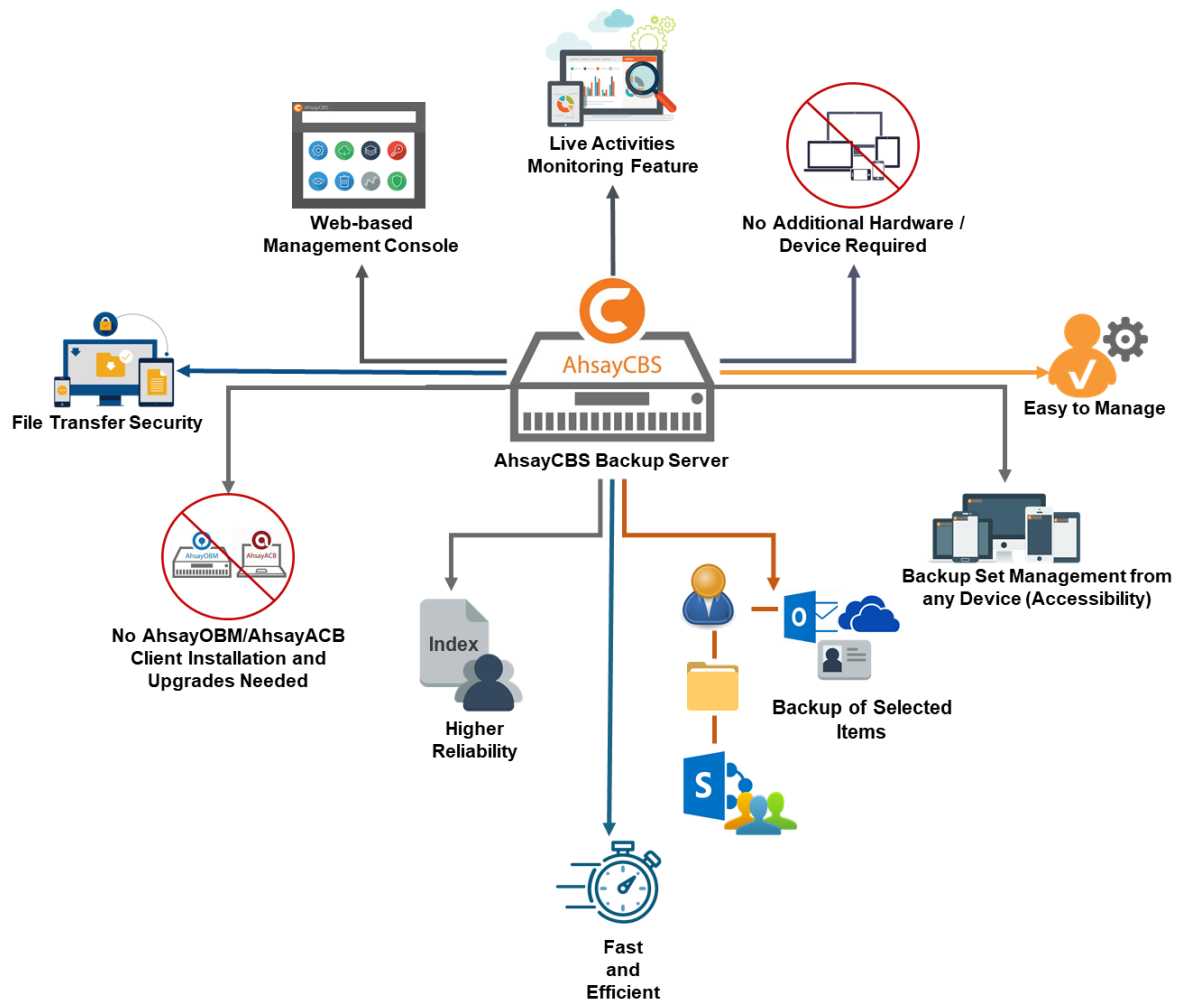 Live Activities
Monitoring Feature
AhsayCBS
Web-based
Management Console
No Additional Hardware /
Device Required
AhsayCBS
AhsayCBS Backup Server
File Transfer Security
Easy to Manage
AhsayOBM
AhsayACB
No AhsayOBM/AhsayACB
Client Installation and
Upgrades Needed
Index
Higher
Reliability
O
Backup of Selected
Items
S
Backup Set Management from
any Device (Accessibility)
Fast
and
Efficient